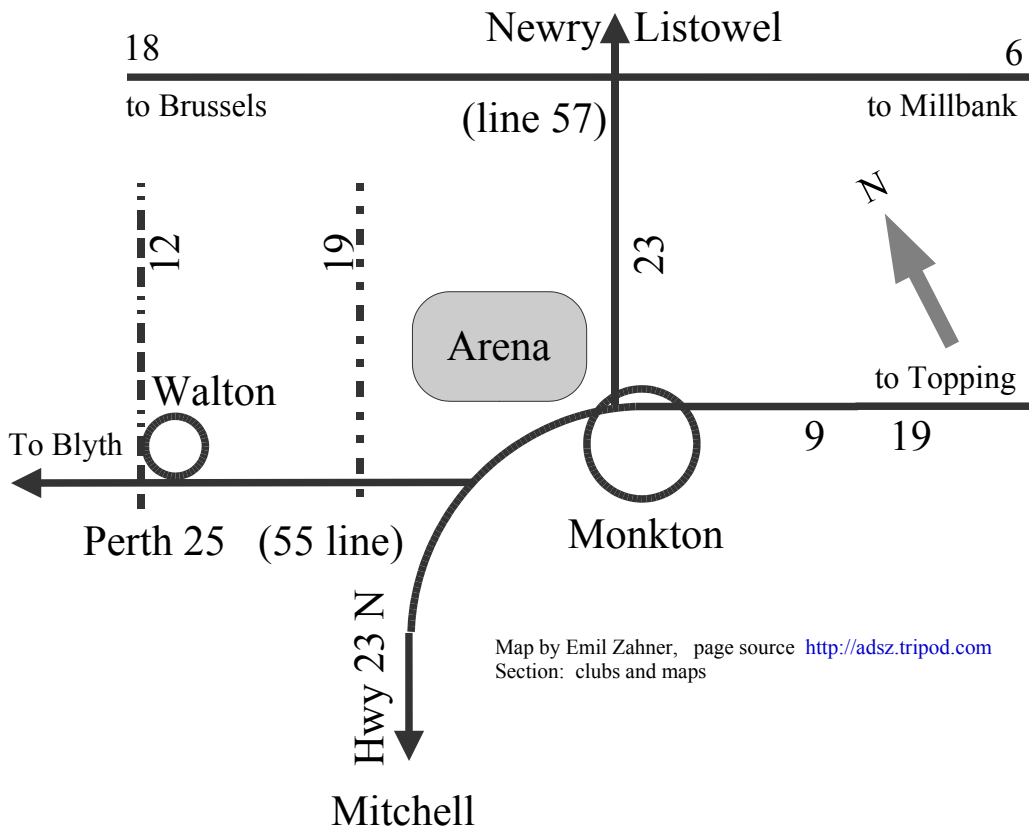 Newry Listowel
18
6
to Brussels
(line 57)
to Millbank
N
12
19
23
Arena
Walton
to Topping
To Blyth
9 19
Perth 25 (55 line)
Monkton
Hwy 23 N
Map by Emil Zahner, page source http://adsz.tripod.com
Section: clubs and maps
Mitchell